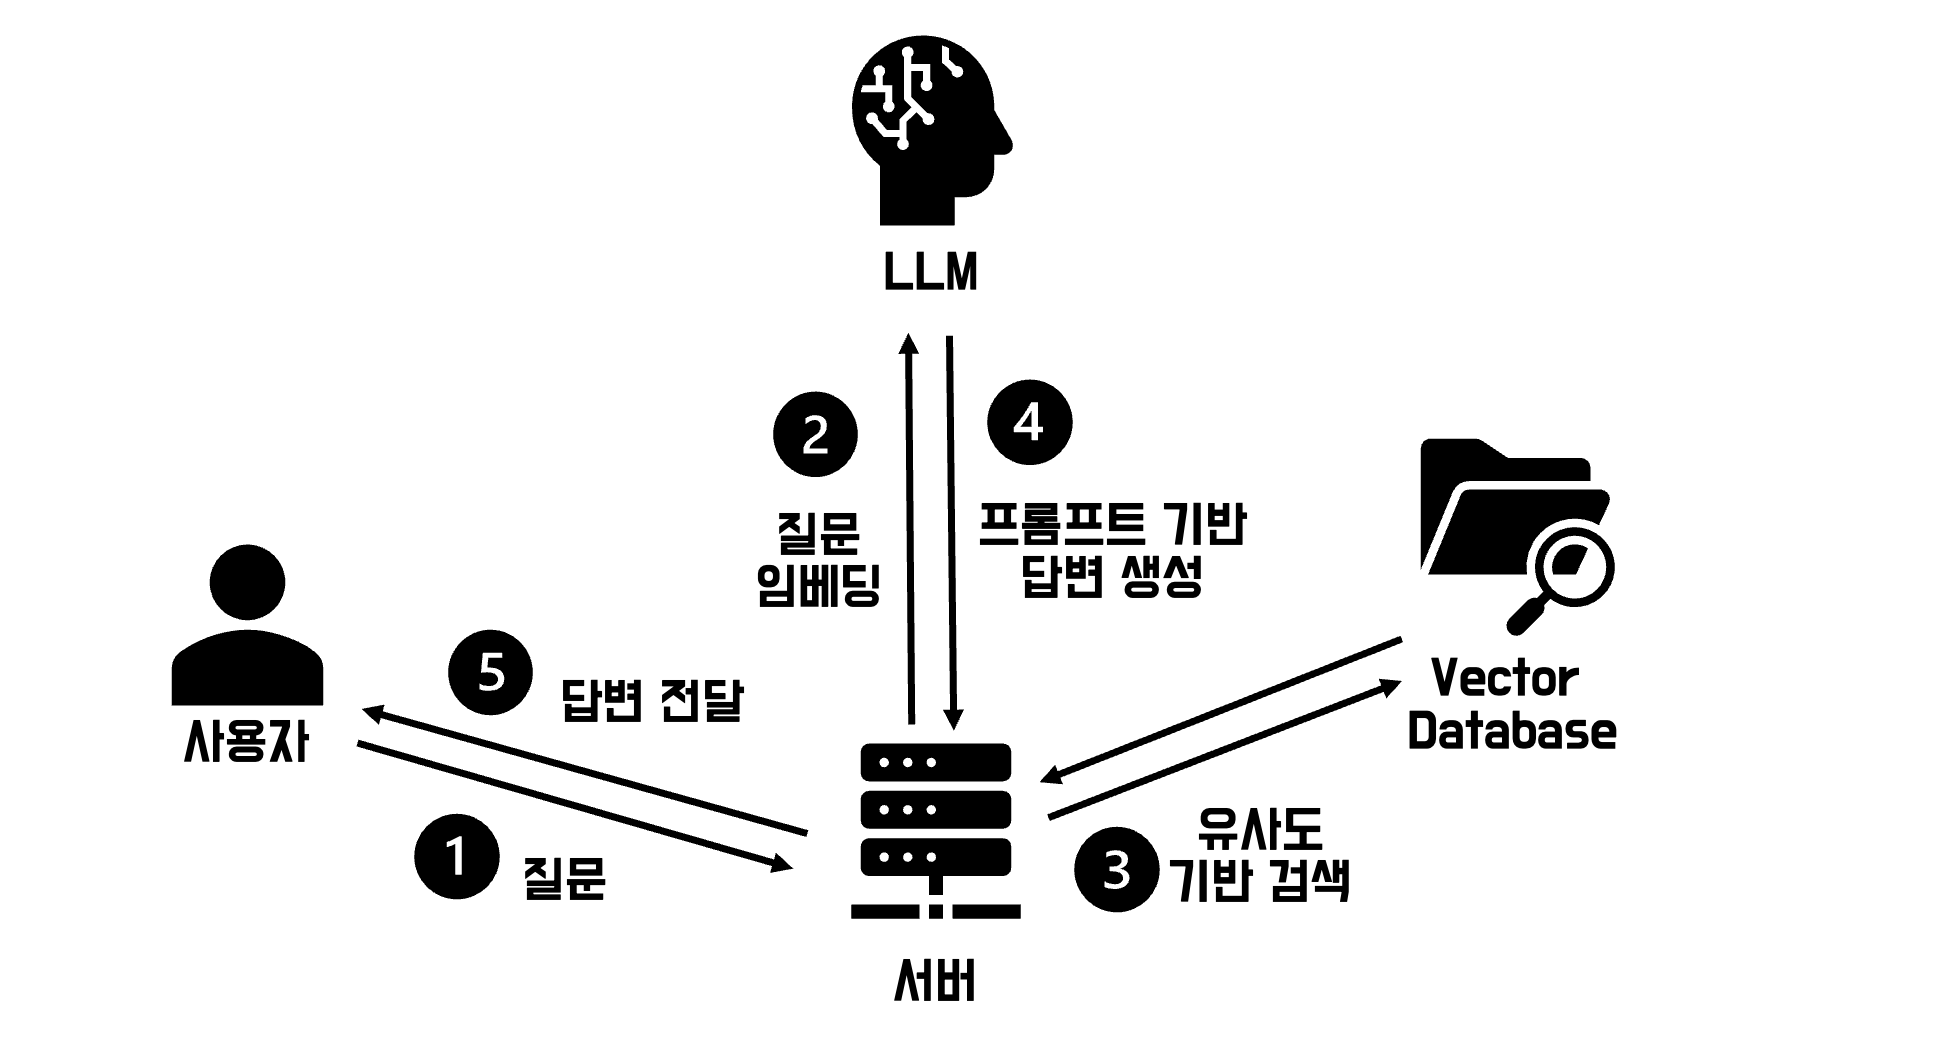 LLM
2
4
질문
임베딩
프롬프트 기반
답변 생성
5
답변 전달
사용자
Vector
Database
1
질문
3
유사도
기반 검색
서버